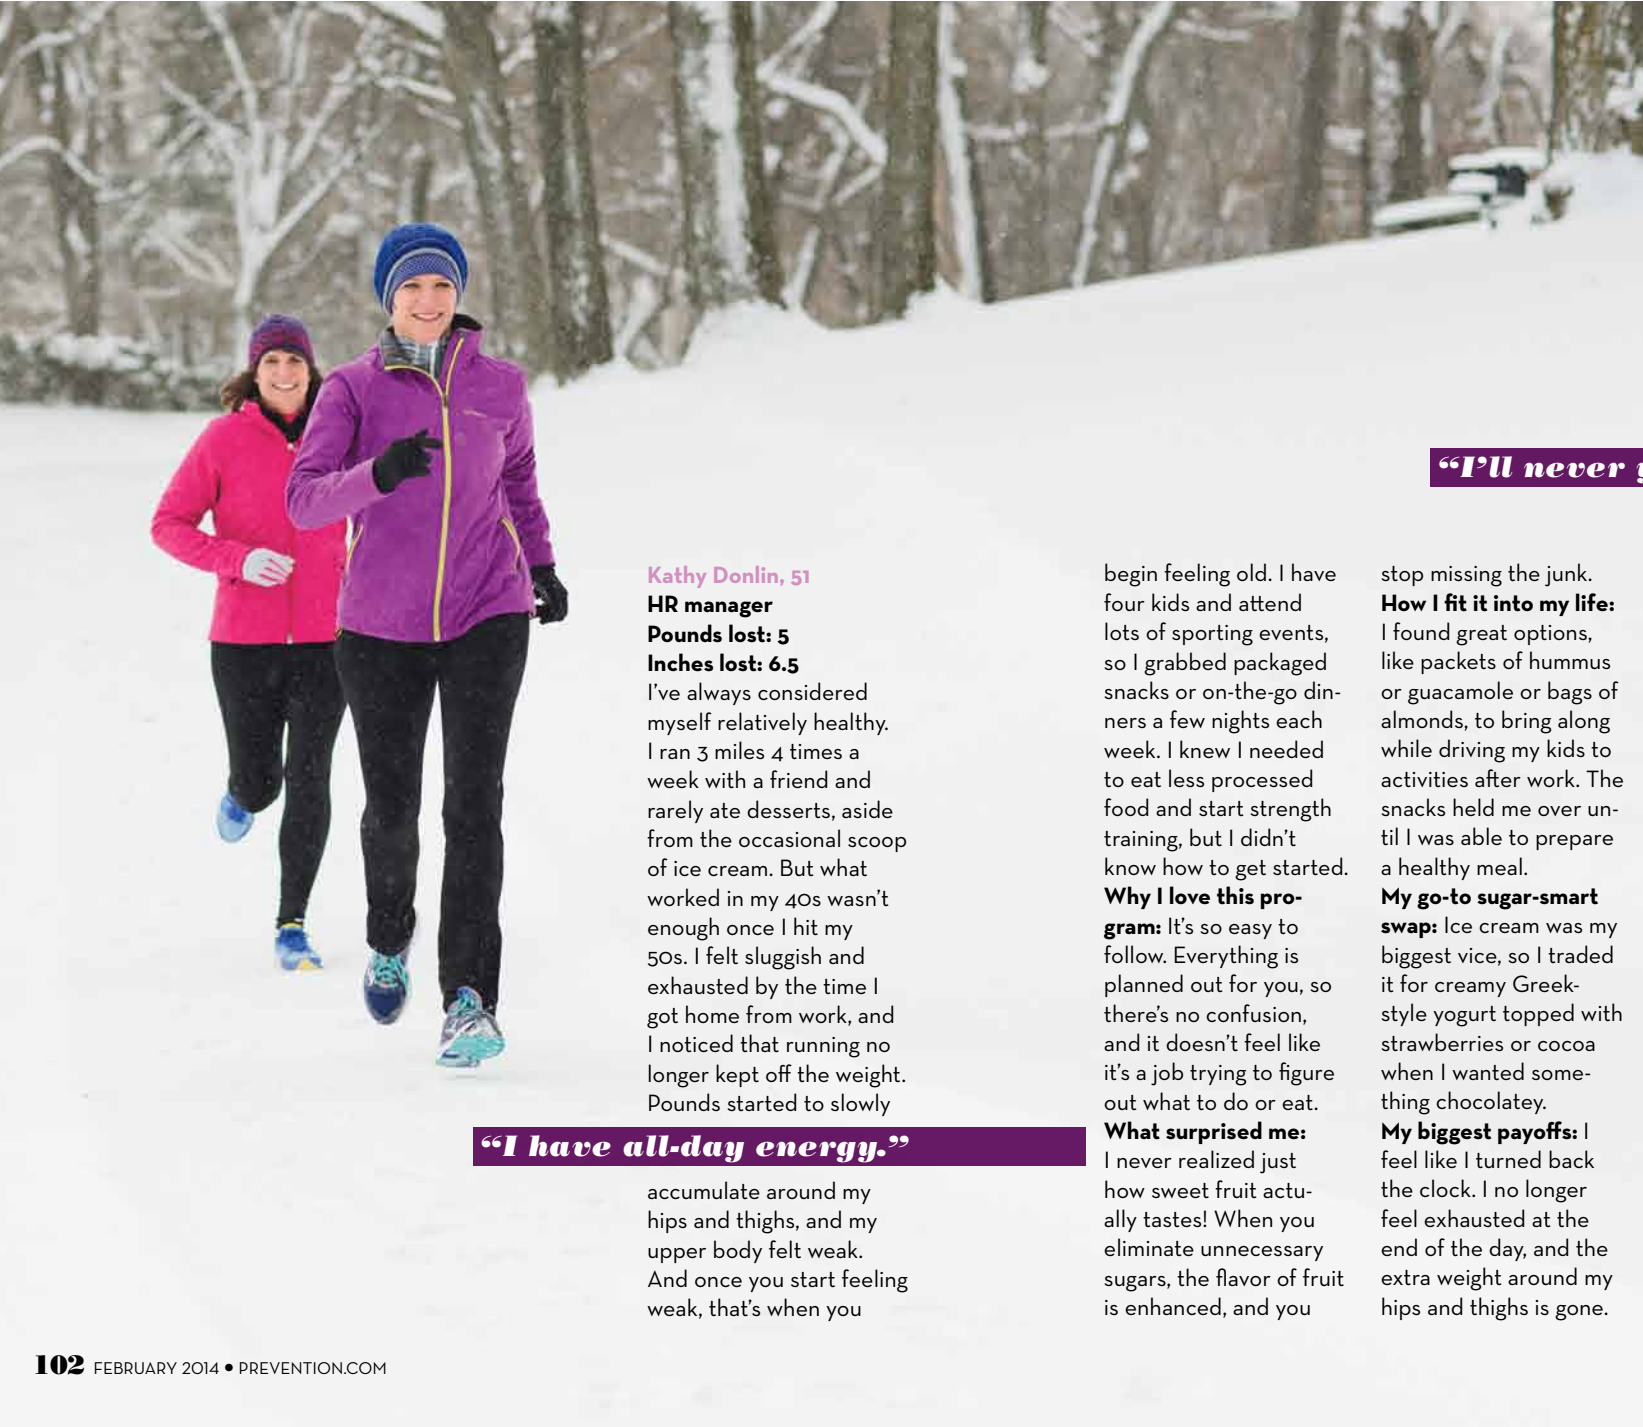 Kathy Donlin, 51
HR manager
Pounds lost: 5
Inches lost: 6.5
I've always considered
myself relatively healthy.
I ran 3 miles 4 times a
week with a friend and
rarely ate desserts, aside
from the occasional scoop
of ice cream. But what
worked in my 40s wasn't
enough once I hit my
50s. I felt sluggish and
exhausted by the time I
got home from work, and
I noticed that running no
longer kept off the weight.
Pounds started to slowly
“I have all-day energy.”
accumulate around my
hips and thighs, and my
upper body felt weak.
And once you start feeling
weak, that's when you
begin feeling old. I have
four kids and attend
lots of sporting events,
so I grabbed packaged
snacks or on-the-go din-
ners a few nights each
week. I knew I needed
to eat less processed
food and start strength
training, but I didn't
know how to get started.
Why I love this pro-
gram: It's so easy to
follow. Everything is
planned out for you, so
there's no confusion,
and it doesn't feel like
it's a job trying to figure
out what to do or eat.
What surprised me:
I never realized just
how sweet fruit actu-
ally tastes! When you
eliminate unnecessary
sugars, the flavor of fruit
is enhanced, and you
“I'll never
stop missing the junk.
How I fit it into my life:
I found great options,
like packets of hummus
or guacamole or bags of
almonds, to bring along
while driving my kids to
activities after work. The
snacks held me over un-
til I was able to prepare
a healthy meal.
My go-to sugar-smart
swap: Ice cream was my
biggest vice, so I traded
it for creamy Greek-
style yogurt topped with
strawberries or cocoa
when I wanted some-
thing chocolatey.
My biggest payoffs: I
feel like I turned back
the clock. I no longer
feel exhausted at the
end of the day, and the
extra weight around my
hips and thighs is gone.
102 FEBRUARY 2014 • PREVENTION.COM